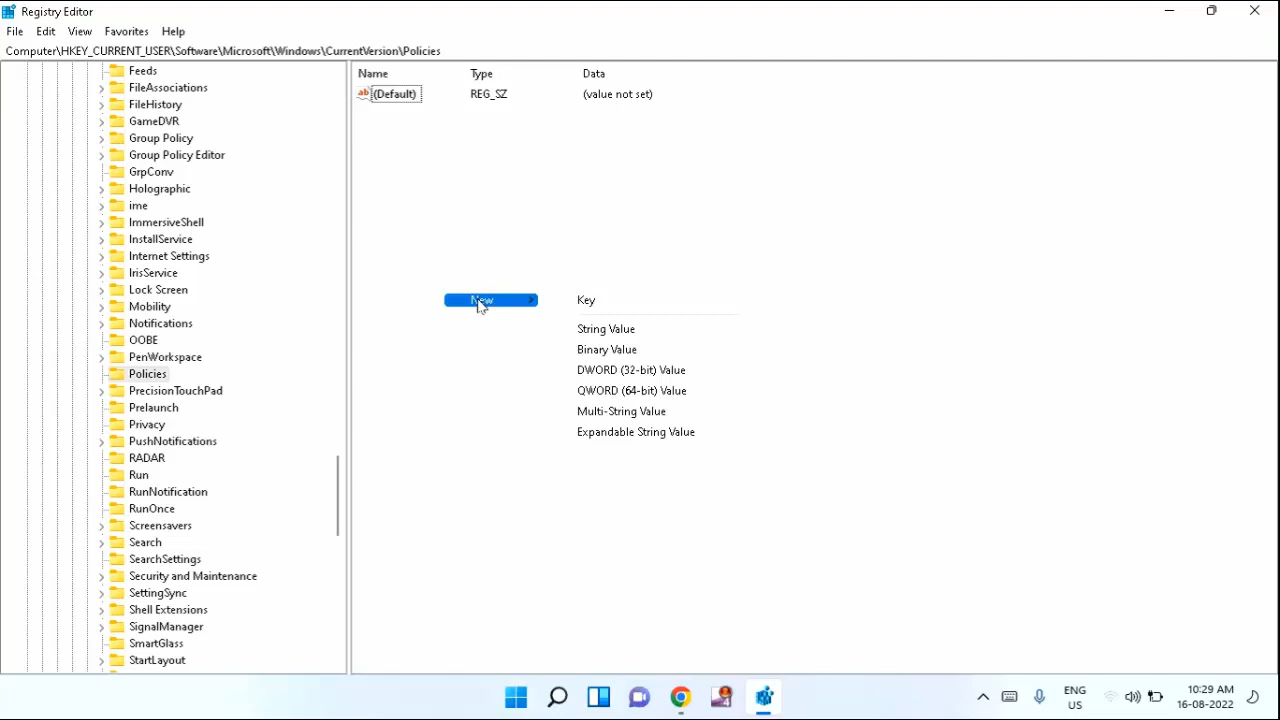 Registry Editor
File Edit View Favorites Help
Computer\HKEY_CURRENT_USER\Software\Microsoft\Windows\CurrentVersion\Policies
Feeds
FileAssociations
FileHistory
GameDVR
Group Policy
Group Policy Editor
GrpConv
Holographic
ime
ImmersiveShell
InstallService
Internet Settings
IrisService
Lock Screen
Mobility
Notifications
OOBE
PenWorkspace
Policies
PrecisionTouchPad
Prelaunch
Privacy
PushNotifications
RADAR
Run
RunNotification
RunOnce
Screensavers
Search
SearchSettings
Security and Maintenance
SettingSync
Shell Extensions
SignalManager
SmartGlass
StartLayout
Name Type Data
ab (Default) REG_SZ (value not set)
New Key
String Value
Binary Value
DWORD (32-bit) Value
QWORD (64-bit) Value
Multi-String Value
Expandable String Value
ENG
US
10:29 AM
16-08-2022